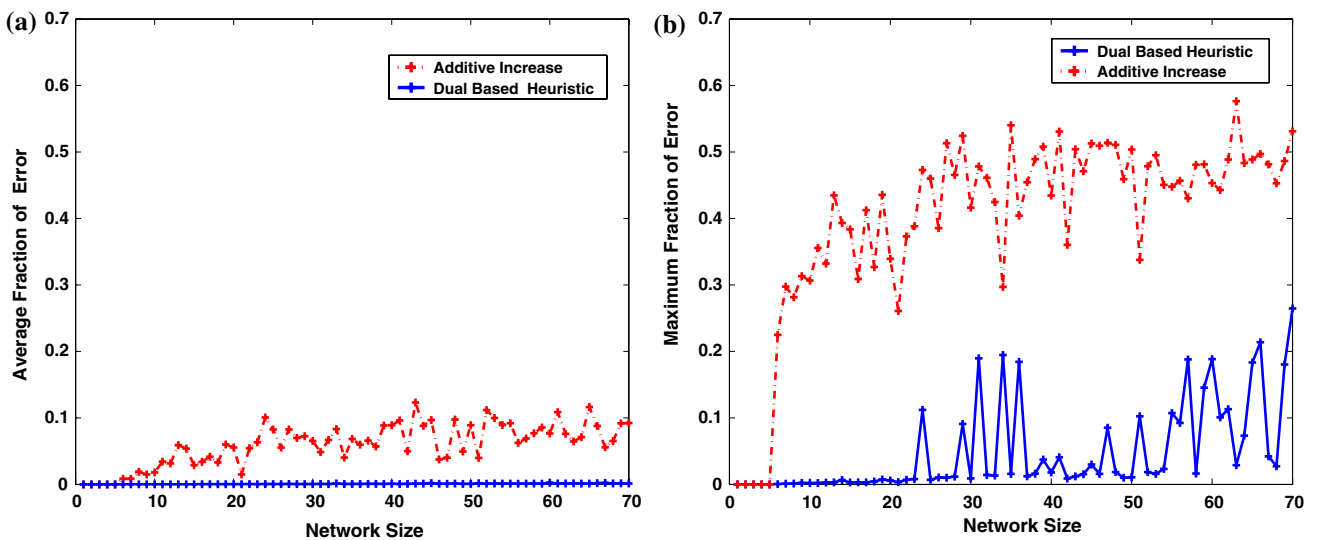 (a)
0.7
0.6
0.5
0.4
0.3
0.2
0.1
0
Average Fraction of Error
Additive Increase
Dual Based Heuristic
0 10 20 30 40 50 60 70
Network Size
(b)
0.7
0.6
0.5
0.4
0.3
0.2
0.1
0
Maximum Fraction of Error
Dual Based Heuristic
Additive Increase
0 10 20 30 40 50 60 70
Network Size